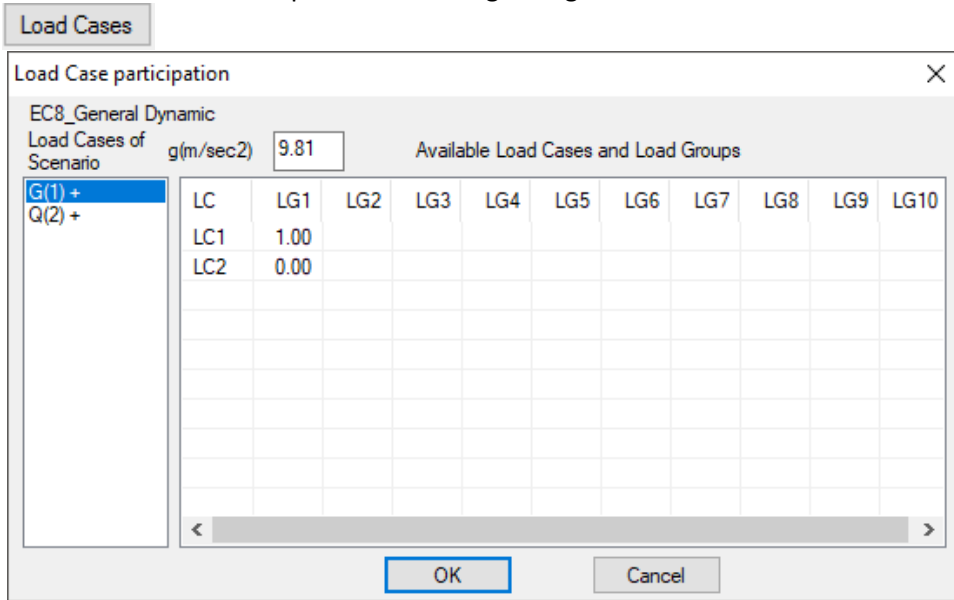 Load Cases
Load Case participation
EC8_General Dynamic
Load Cases of Scenario g(m/sec2) 9.81 Available Load Cases and Load Groups
G(1) +
Q(2) +
LC LG1 LG2 LG3 LG4 LG5 LG6 LG7 LG8 LG9 LG10
LC1 1.00
LC2 0.00
OK Cancel